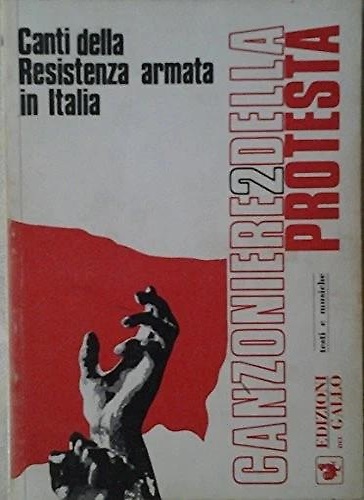 Canti della
Resistenza armata
in Italia
CANZONIERE 2 DELLA
PROTESTA
testi e musiche
EDIZIONI
DEL GALLO